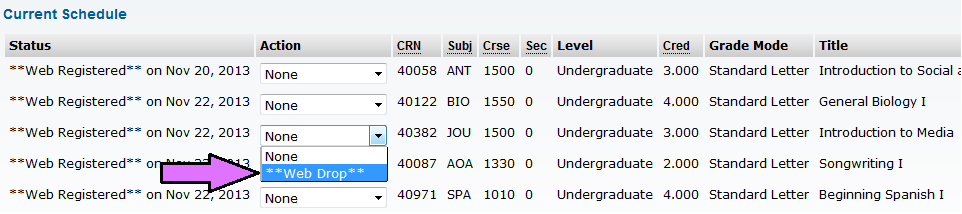 Current Schedule
Status Action CRN Subj Crse Sec Level Cred Grade Mode Title
**Web Registered** on Nov 20, 2013 None 40058 ANT 1500 0 Undergraduate 3.000 Standard Letter Introduction to Social a
**Web Registered** on Nov 22, 2013 None 40122 BIO 1550 0 Undergraduate 4.000 Standard Letter General Biology I
**Web Registered** on Nov 22, 2013 None 40382 JOU 1500 0 Undergraduate 3.000 Standard Letter Introduction to Media
None
**Web Registered** on Nov 22, 2013 40087 AOA 1330 0 Undergraduate 2.000 Standard Letter Songwriting I
**Web Drop**
**Web Registered** on Nov 22, 2013 None 40971 SPA 1010 0 Undergraduate 4.000 Standard Letter Beginning Spanish I